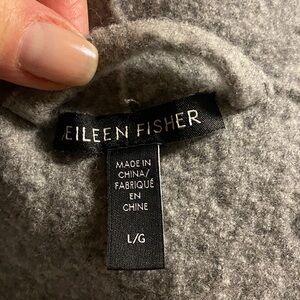 EILEEN FISHER
MADE IN
CHINA/
FABRIQUÉ
EN
CHINE
L/G